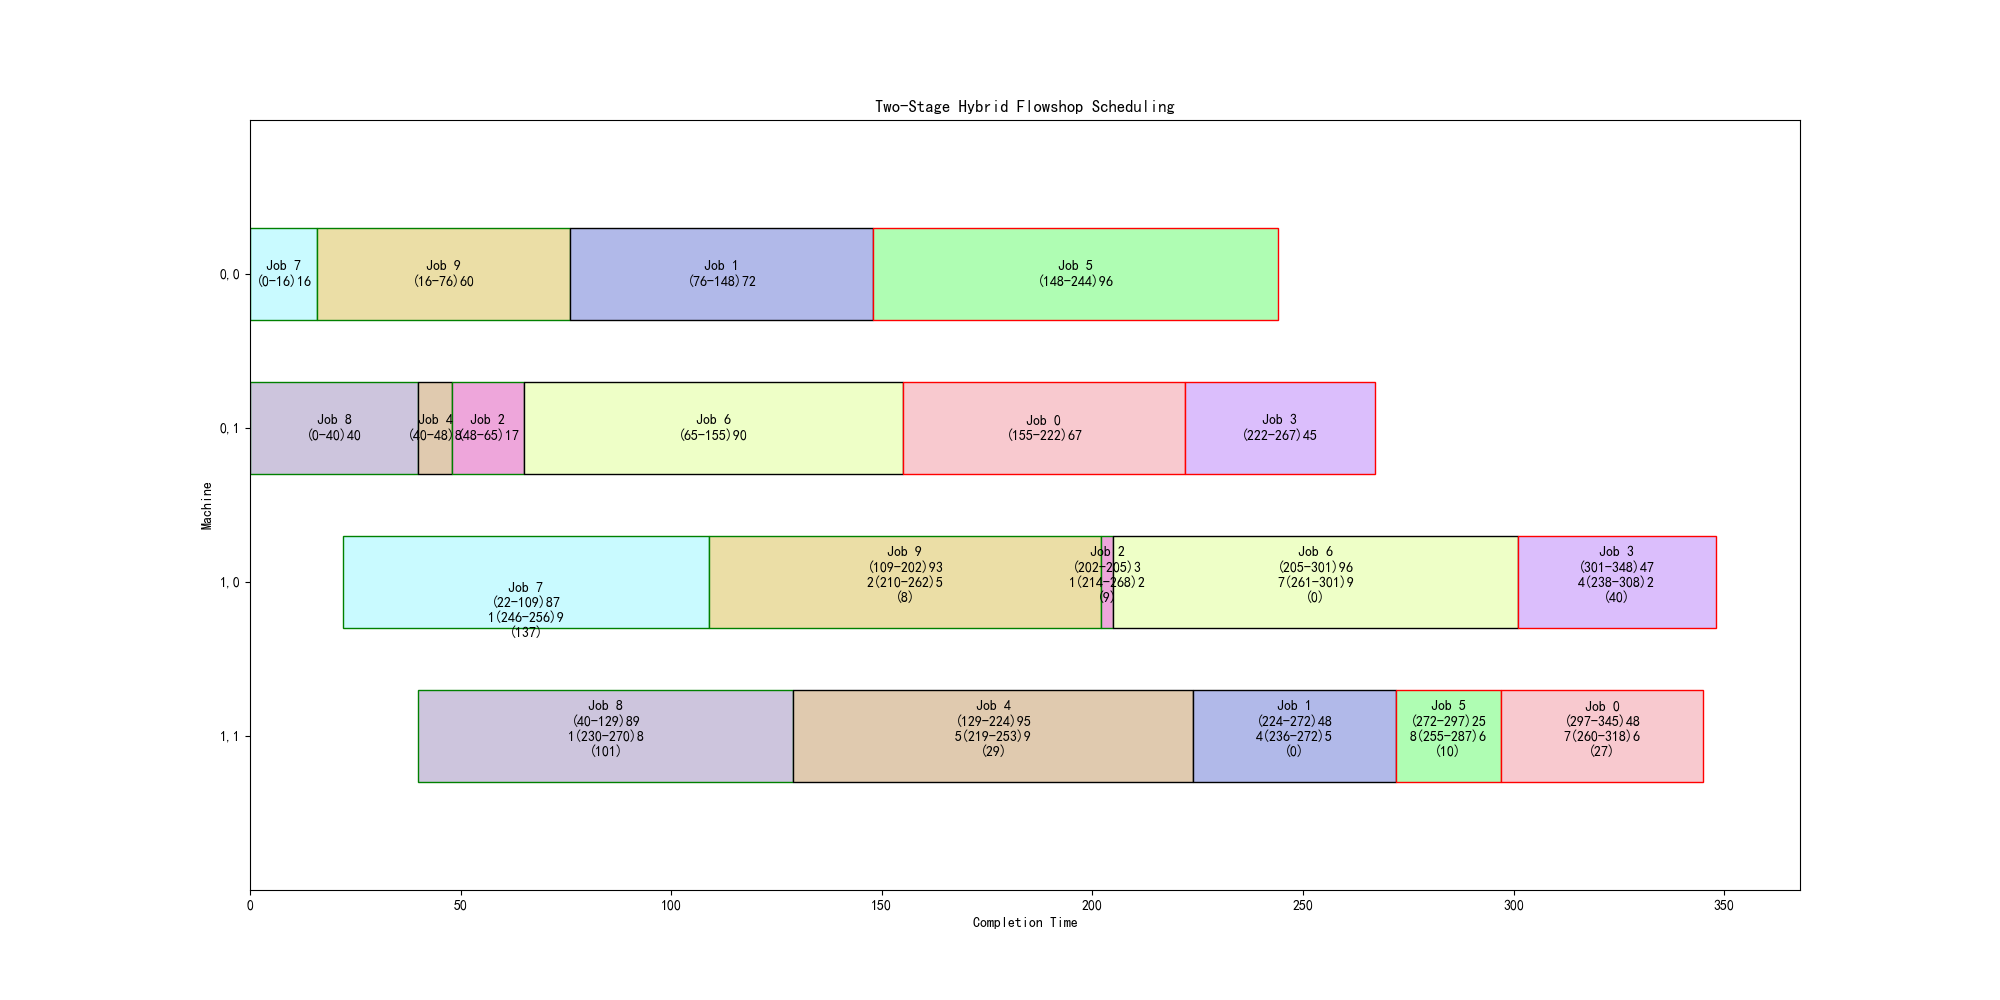 Two-Stage Hybrid Flowshop Scheduling
0,0
Job 7
(0-16)16
Job 9
(16-76)60
Job 1
(76-148)72
Job 5
(148-244)96
0,1
Job 8
(0-40)40
Job 4
(40-48)8
Job 2
(48-65)17
Job 6
(65-155)90
Job 0
(155-222)67
Job 3
(222-267)45
Machine
1,0
Job 7
(22-109)87
1(246-256)9
(137)
Job 9
(109-202)93
2(210-262)5
(8)
Job 2
(202-205)3
1(214-268)2
(9)
Job 6
(205-301)96
7(261-301)9
(0)
Job 3
(301-348)47
4(238-308)2
(40)
1,1
Job 8
(40-129)89
1(230-270)8
(101)
Job 4
(129-224)95
5(219-253)9
(29)
Job 1
(224-272)48
4(236-272)5
(0)
Job 5
(272-297)25
8(255-287)6
(10)
Job 0
(297-345)48
7(260-318)6
(27)
0 50 100 150 200 250 300 350
Completion Time